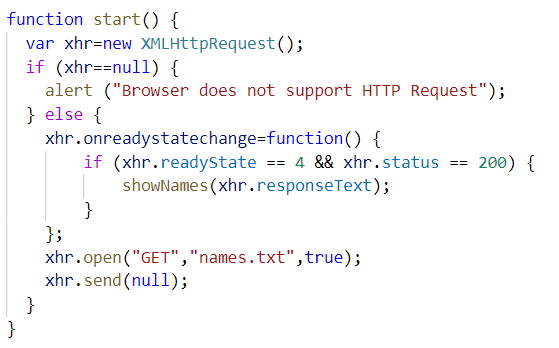 function start() {
  var xhr=new XMLHttpRequest();
  if (xhr==null) {
    alert ("Browser does not support HTTP Request");
  } else {
    xhr.onreadystatechange=function() {
        if (xhr.readyState == 4 && xhr.status == 200) {
            showNames(xhr.responseText);
        }
    };
    xhr.open("GET","names.txt",true);
    xhr.send(null);
  }
}